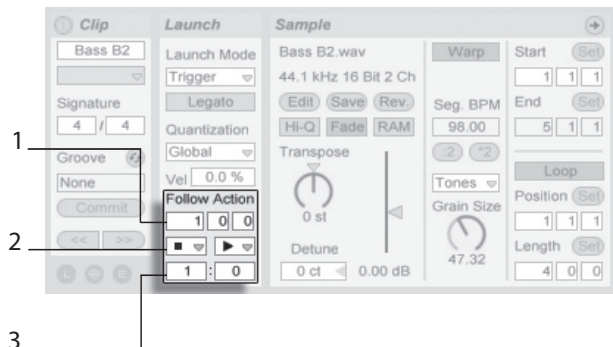 Clip
Launch
Sample
Bass B2
Signature
4 / 4
Groove
None
Commit
<< >>
L E
Launch Mode
Trigger
Legato
Quantization
Global
Vel 0.0 %
Follow Action
1 0 0
1 : 0
Bass B2.wav
44.1 kHz 16 Bit 2 Ch
Edit Save Rev.
Hi-Q Fade RAM
Transpose
0 st
Detune
0 ct 0.00 dB
Warp
Seg. BPM
98.00
:2 *2
Tones
Grain Size
47.32
Start Set
1 1 1
End Set
5 1 1
Loop
Position Set
1 1 1
Length Set
4 0 0
1
2
3